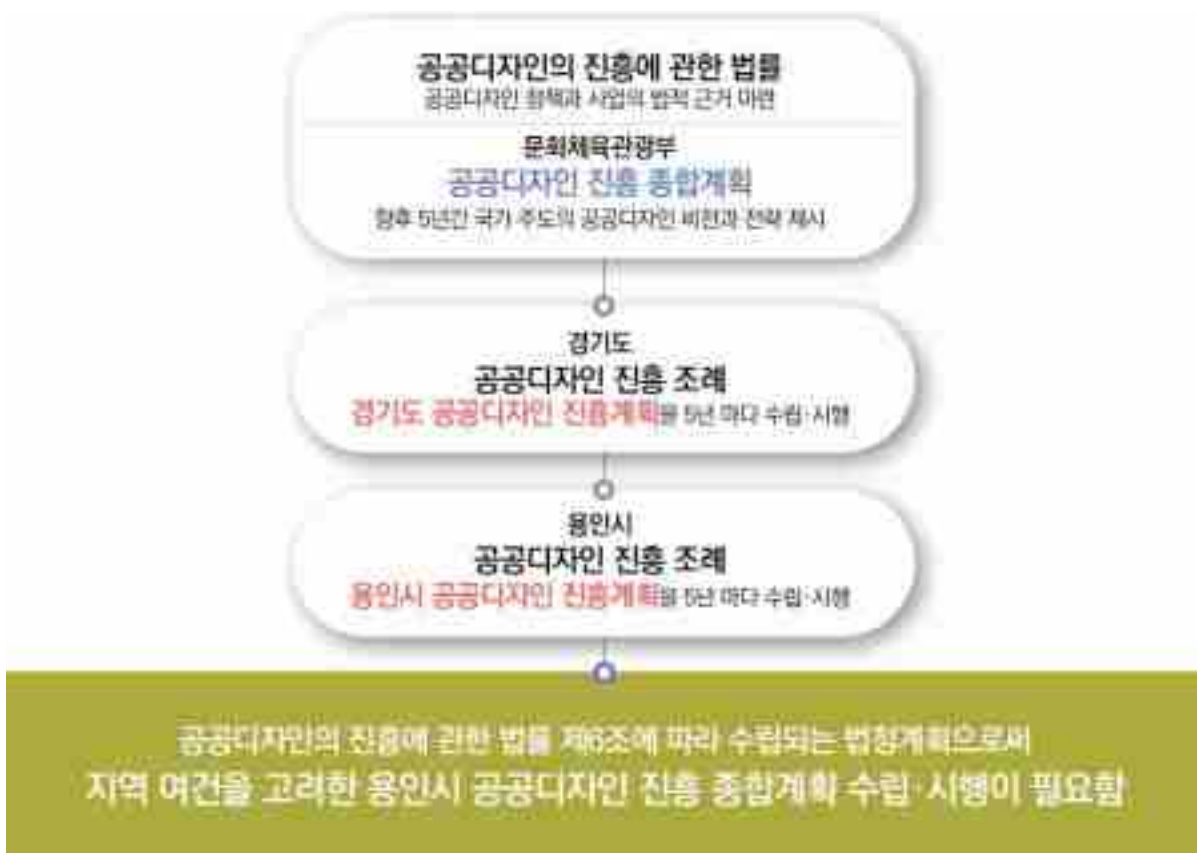 공공디자인의 진흥에 관한 법률
공공디자인 정책과 사업의 법적 근거 마련
문화체육관광부
공공디자인 진흥 종합계획
향후 5년간 국가 주도의 공공디자인 비전과 전략 제시
경기도
공공디자인 진흥 조례
경기도 공공디자인 진흥계획을 5년 마다 수립·시행
용인시
공공디자인 진흥 조례
용인시 공공디자인 진흥계획을 5년 마다 수립·시행
공공디자인의 진흥에 관한 법률 제6조에 따라 수립되는 법정계획으로써
지역 여건을 고려한 용인시 공공디자인 진흥 종합계획 수립·시행이 필요함